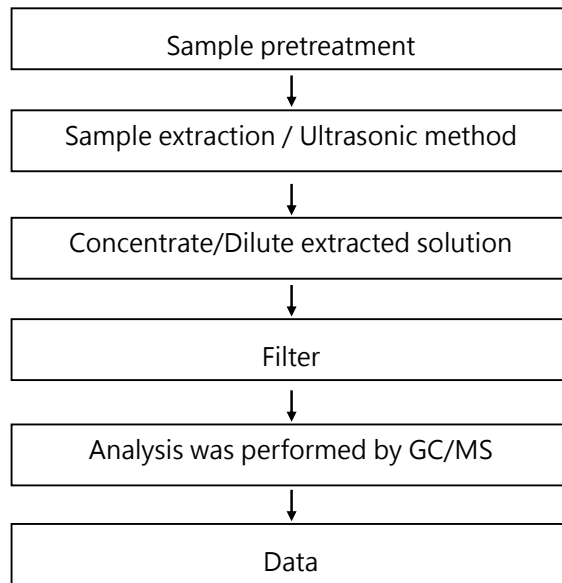 Sample pretreatment
Sample extraction / Ultrasonic method
Concentrate/Dilute extracted solution
Filter
Analysis was performed by GC/MS
Data